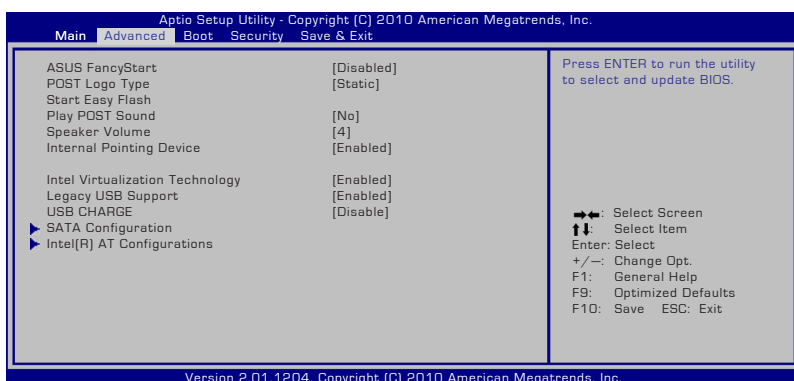 Aptio Setup Utility - Copyright (C) 2010 American Megatrends, Inc.
Main Advanced Boot Security Save & Exit
ASUS FancyStart [Disabled]
POST Logo Type [Static]
Start Easy Flash
Play POST Sound [No]
Speaker Volume [4]
Internal Pointing Device [Enabled]
Intel Virtualization Technology [Enabled]
Legacy USB Support [Enabled]
USB CHARGE [Disable]
SATA Configuration
Intel(R) AT Configurations
Press ENTER to run the utility
to select and update BIOS.
→←: Select Screen
↑↓: Select Item
Enter: Select
+/—: Change Opt.
F1: General Help
F9: Optimized Defaults
F10: Save ESC: Exit
Version 2.01.1204. Copyright (C) 2010 American Megatrends, Inc.